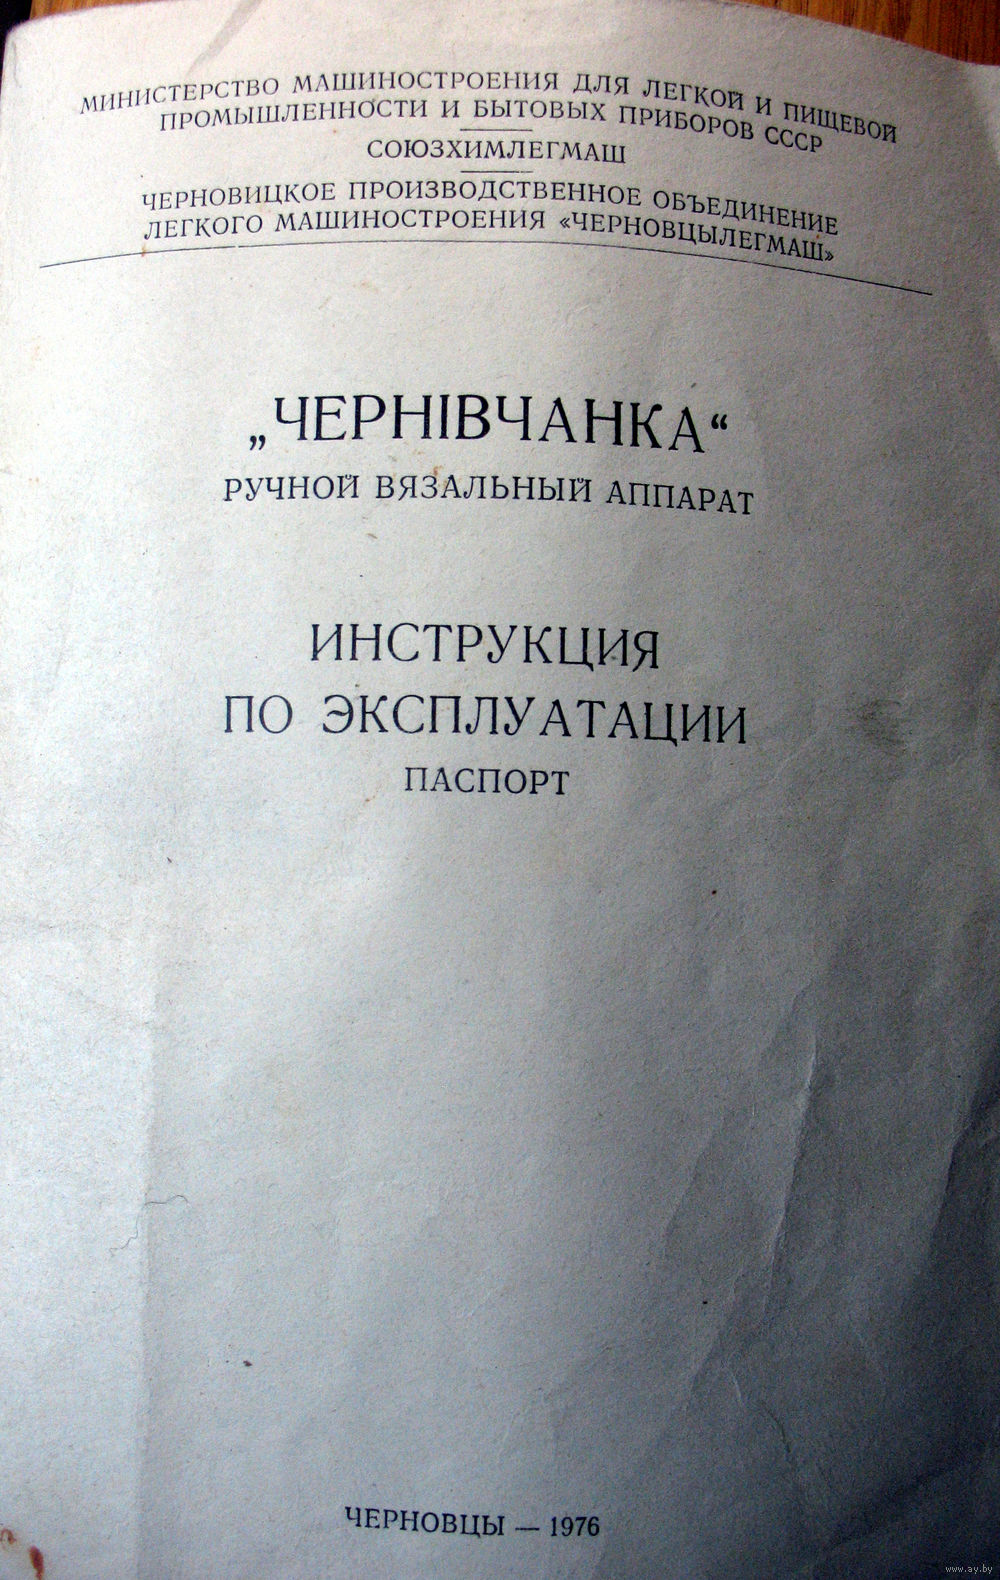 МИНИСТЕРСТВО МАШИНОСТРОЕНИЯ ДЛЯ ЛЕГКОЙ И ПИЩЕВОЙ
ПРОМЫШЛЕННОСТИ И БЫТОВЫХ ПРИБОРОВ СССР
СОЮЗХИМЛЕГМАШ
ЧЕРНОВИЦКОЕ ПРОИЗВОДСТВЕННОЕ ОБЪЕДИНЕНИЕ
ЛЕГКОГО МАШИНОСТРОЕНИЯ «ЧЕРНОВЦЫЛЕГМАШ»
„ЧЕРНІВЧАНКА“
РУЧНОЙ ВЯЗАЛЬНЫЙ АППАРАТ
ИНСТРУКЦИЯ
ПО ЭКСПЛУАТАЦИИ
ПАСПОРТ
ЧЕРНОВЦЫ — 1976
www.ay.by